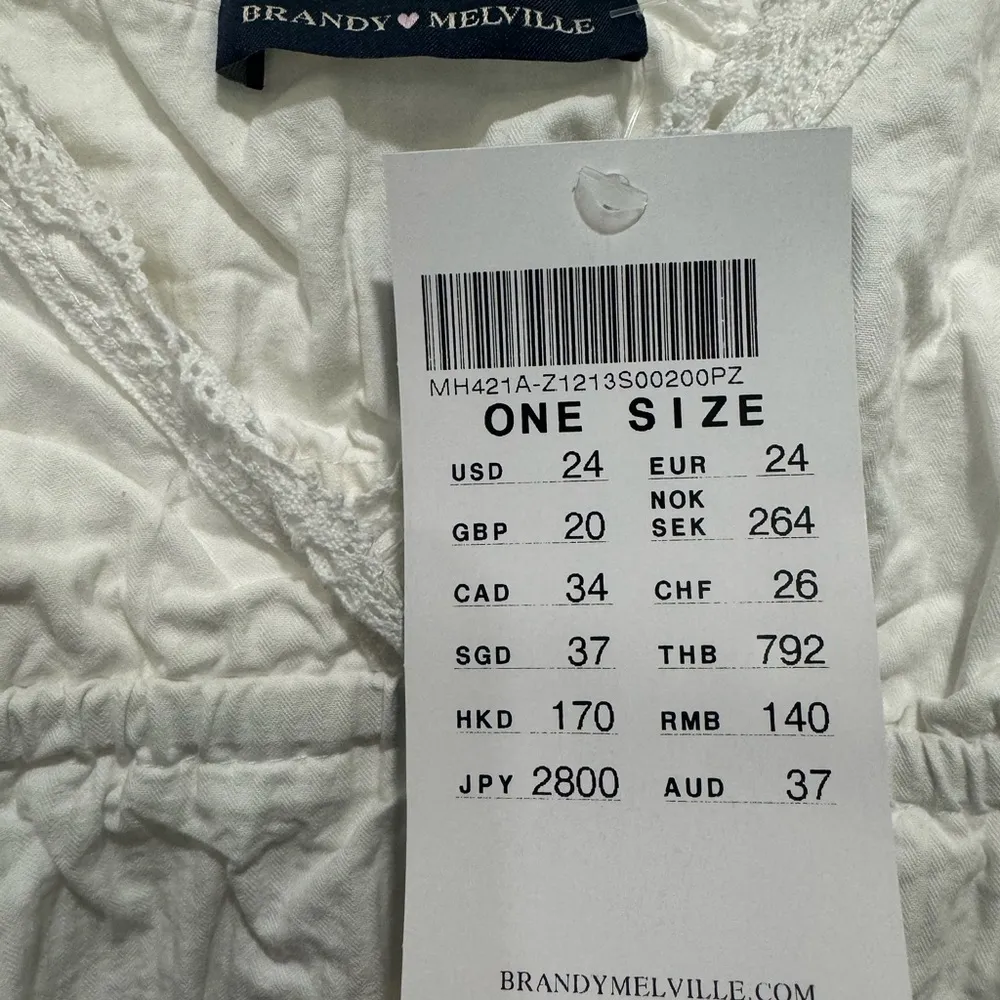 BRANDY♥MELVILLE
MH421A-Z1213S00200PZ
ONE SIZE
USD 24 EUR 24
GBP 20 NOK SEK 264
CAD 34 CHF 26
SGD 37 THB 792
HKD 170 RMB 140
JPY 2800 AUD 37
BRANDYMELVILLE.COM